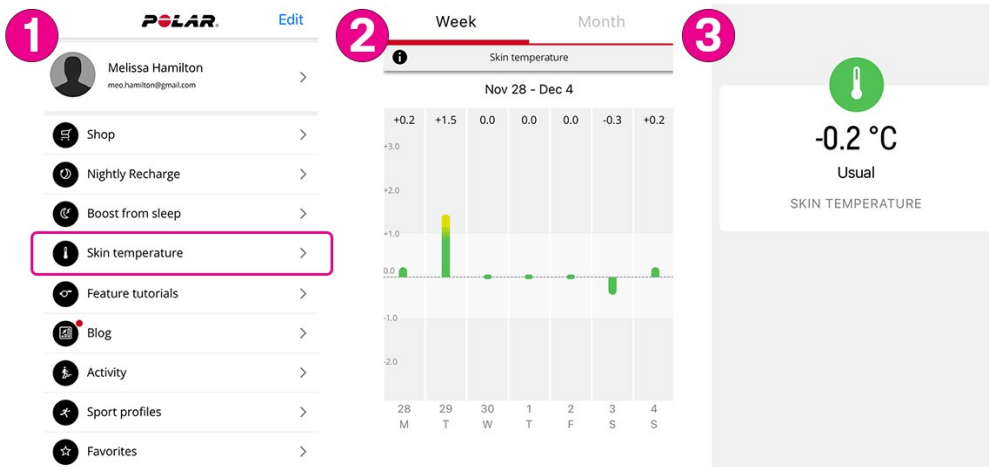 1
POLAR.
Edit
Melissa Hamilton
meo.hamilton@gmail.com
Shop
Nightly Recharge
Boost from sleep
Skin temperature
Feature tutorials
Blog
Activity
Sport profiles
Favorites
2
Week Month
Skin temperature
Nov 28 - Dec 4
+0.2 +1.5 0.0 0.0 0.0 -0.3 +0.2
+3.0
+2.0
+1.0
0.0
-1.0
-2.0
28 29 30 1 2 3 4
M T W T F S S
3
-0.2 °C
Usual
SKIN TEMPERATURE